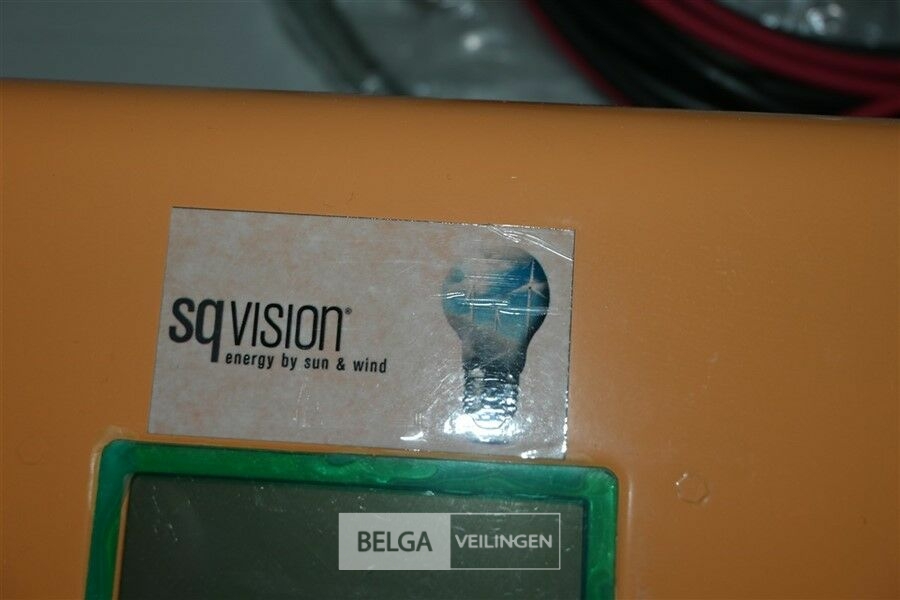 sqvision®
energy by sun & wind
BELGA VEILINGEN